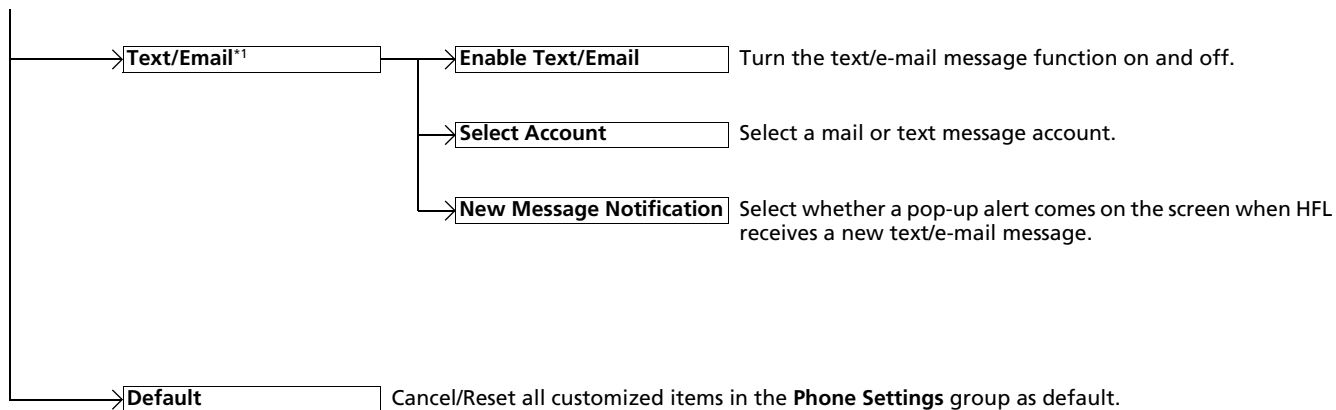 Text/Email*1
Enable Text/Email
Turn the text/e-mail message function on and off.
Select Account
Select a mail or text message account.
New Message Notification
Select whether a pop-up alert comes on the screen when HFL
receives a new text/e-mail message.
Default
Cancel/Reset all customized items in the Phone Settings group as default.